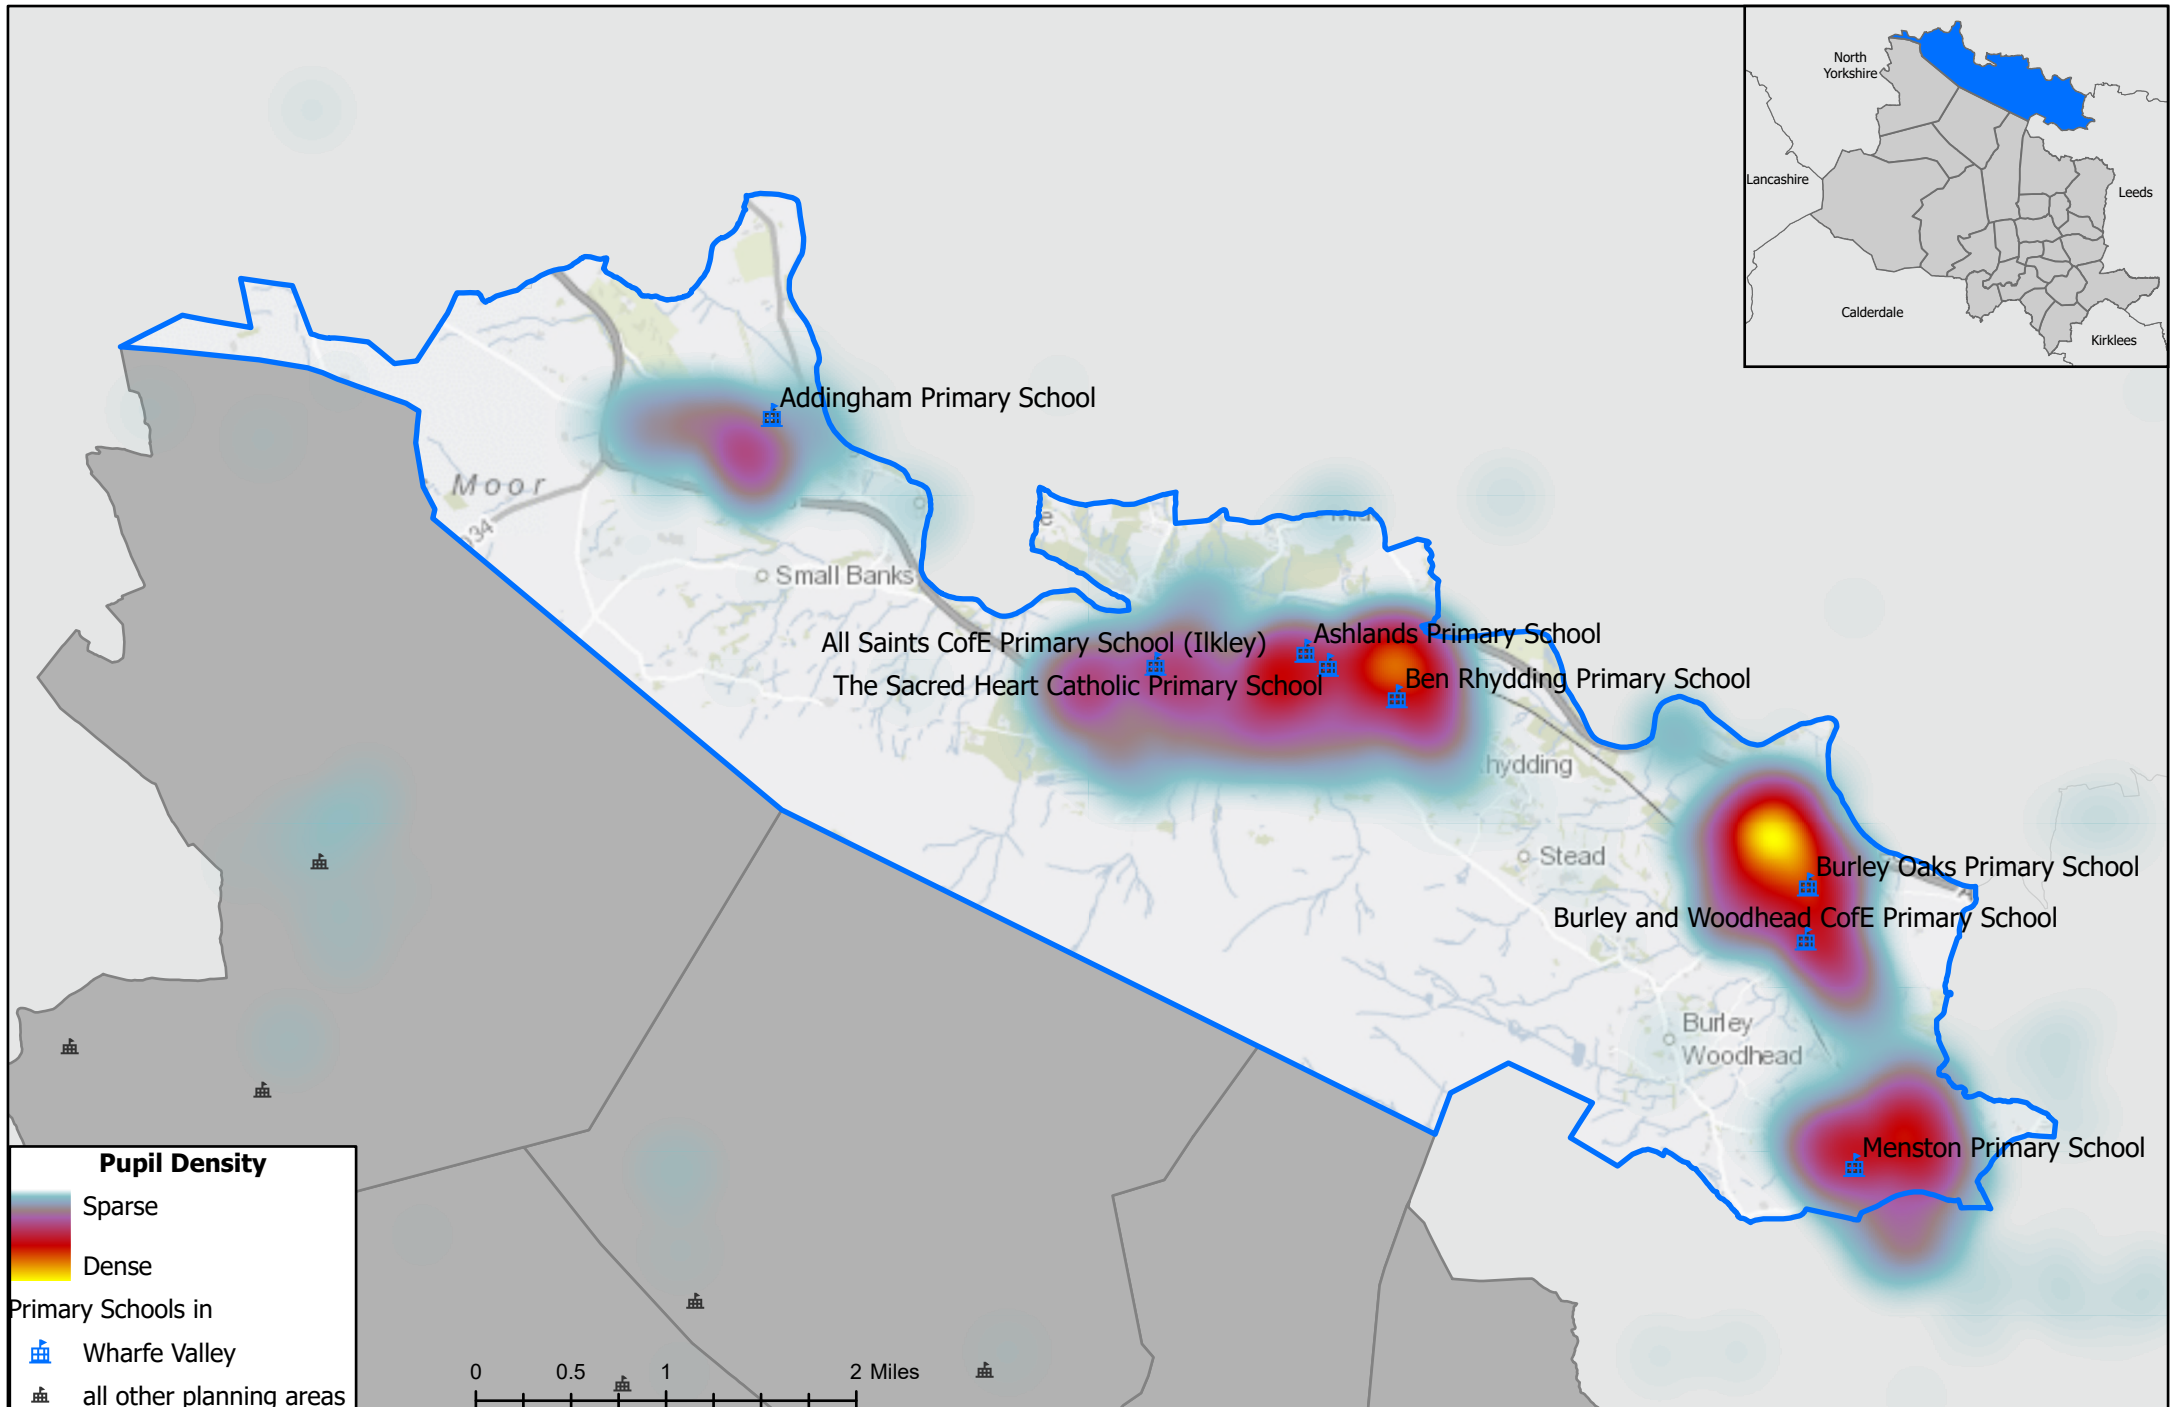 North
Yorkshire
Lancashire
Leeds
Calderdale
Kirklees
Addingham Primary School
Moor
Small Banks
All Saints CofE Primary School (Ilkley)
Ashlands Primary School
The Sacred Heart Catholic Primary School
Ben Rhydding Primary School
hydding
Stead
Burley Oaks Primary School
Burley and Woodhead CofE Primary School
Burley
Woodhead
Menston Primary School
Pupil Density
Sparse
Dense
Primary Schools in
Wharfe Valley
all other planning areas
0 0.5 1 2 Miles